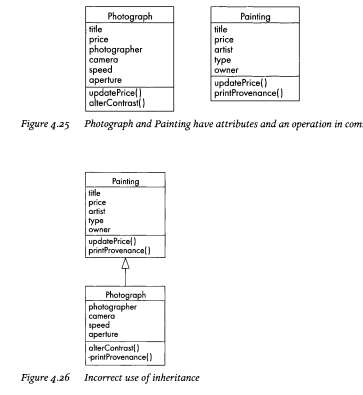 Photograph
title
price
photographer
camera
speed
aperture
updatePrice()
alterContrast()
Painting
title
price
artist
type
owner
updatePrice()
printProvenance()
Figure 4.25 Photograph and Painting have attributes and an operation in com
Painting
title
price
artist
type
owner
updatePrice()
printProvenance()
Photograph
photographer
camera
speed
aperture
alterContrast()
-printProvenance()
Figure 4.26 Incorrect use of inheritance